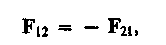 F₁₂ = − F₂₁,